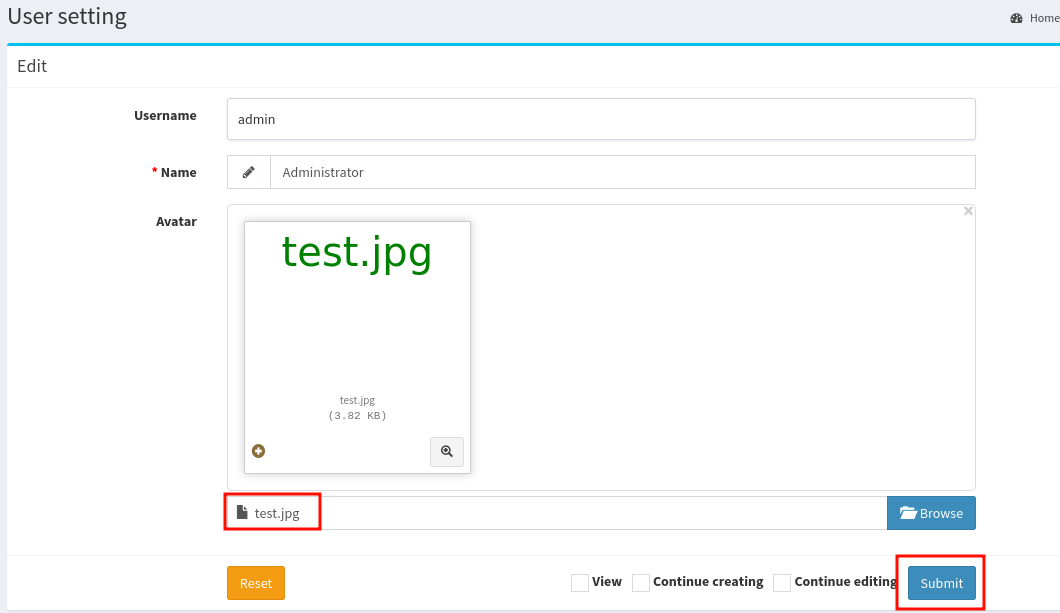 User setting
Home
Edit
Username
admin
* Name
Administrator
Avatar
×
test.jpg
test.jpg
(3.82 KB)
test.jpg
Browse
Reset
View
Continue creating
Continue editing
Submit